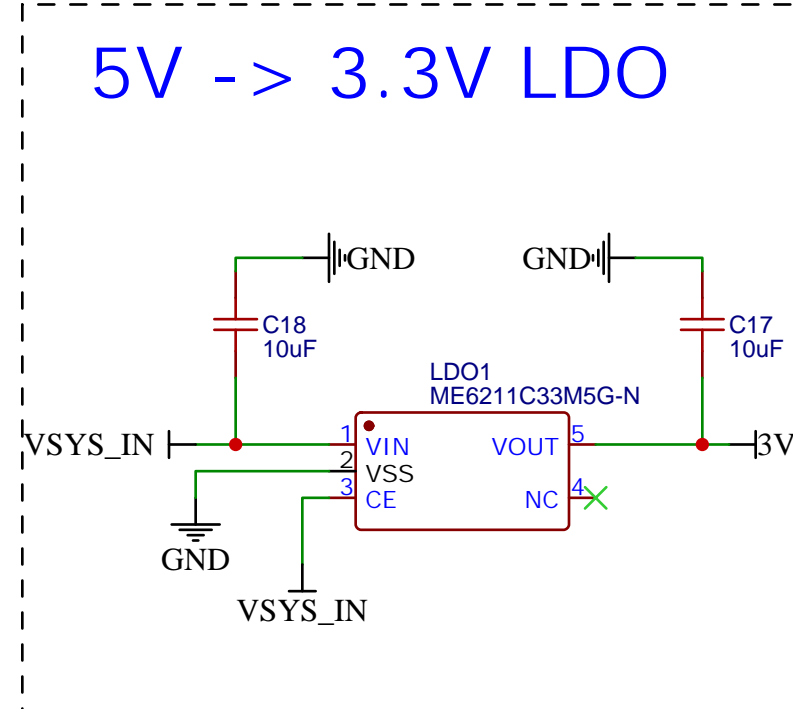 5V -> 3.3V LDO
GND
GND
C18
10uF
C17
10uF
LDO1
ME6211C33M5G-N
VSYS_IN
1
VIN
VOUT
5
3V
2
VSS
3
CE
NC
4
GND
VSYS_IN